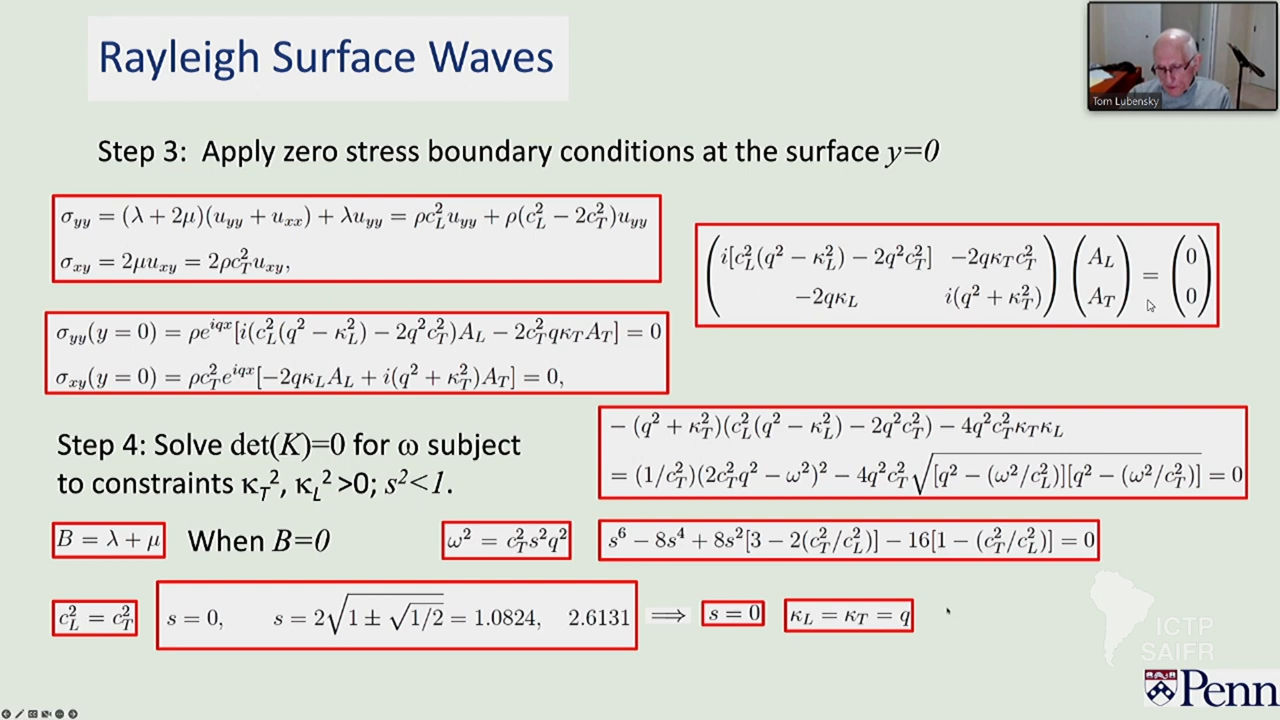 Rayleigh Surface Waves
Tom Lubensky
Step 3: Apply zero stress boundary conditions at the surface y=0
σ_yy = (λ + 2μ)(u_yy + u_xx) + λu_yy = ρc_L^2 u_yy + ρ(c_L^2 − 2c_T^2)u_yy
σ_xy = 2μu_xy = 2ρc_T^2 u_xy,
( i[c_L^2(q^2 − κ_L^2) − 2q^2c_T^2] −2qκ_T c_T^2 ) ( A_L ) = ( 0 )
( −2qκ_L i(q^2 + κ_T^2) ) ( A_T ) ( 0 )
σ_yy(y = 0) = ρe^{iqx}[i(c_L^2(q^2 − κ_L^2) − 2q^2c_T^2)A_L − 2c_T^2 qκ_T A_T] = 0
σ_xy(y = 0) = ρc_T^2 e^{iqx}[−2qκ_L A_L + i(q^2 + κ_T^2)A_T] = 0,
Step 4: Solve det(K)=0 for ω subject
to constraints κ_T^2, κ_L^2 >0; s^2<1.
− (q^2 + κ_T^2)(c_L^2(q^2 − κ_L^2) − 2q^2c_T^2) − 4q^2c_T^2 κ_T κ_L
= (1/c_T^2)(2c_T^2q^2 − ω^2)^2 − 4q^2c_T^2 √([q^2 − (ω^2/c_L^2)][q^2 − (ω^2/c_T^2)]) = 0
B = λ + μ When B=0 ω^2 = c_T^2 s^2 q^2 s^6 − 8s^4 + 8s^2[3 − 2(c_T^2/c_L^2)] − 16[1 − (c_T^2/c_L^2)] = 0
c_L^2 = c_T^2 s = 0, s = 2√(1 ± √(1/2)) = 1.0824, 2.6131 ⟹ s = 0 κ_L = κ_T = q
ICTP
SAIFR
Penn